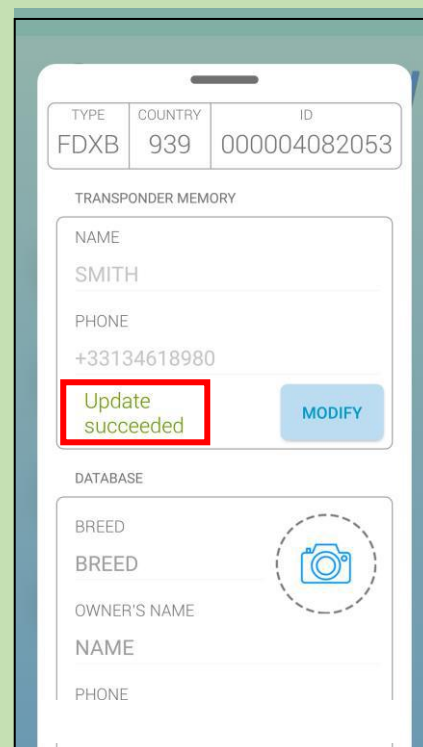 TYPE COUNTRY ID
FDXB 939 000004082053
TRANSPONDER MEMORY
NAME
SMITH
PHONE
+33134618980
Update
succeeded
MODIFY
DATABASE
BREED
BREED
OWNER'S NAME
NAME
PHONE